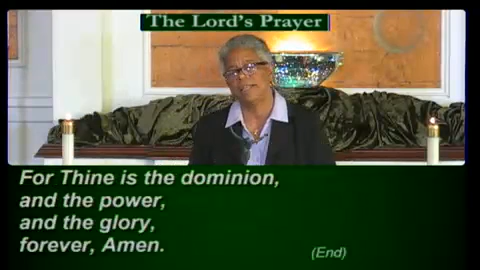 The Lord's Prayer
For Thine is the dominion,
and the power,
and the glory,
forever, Amen.
(End)